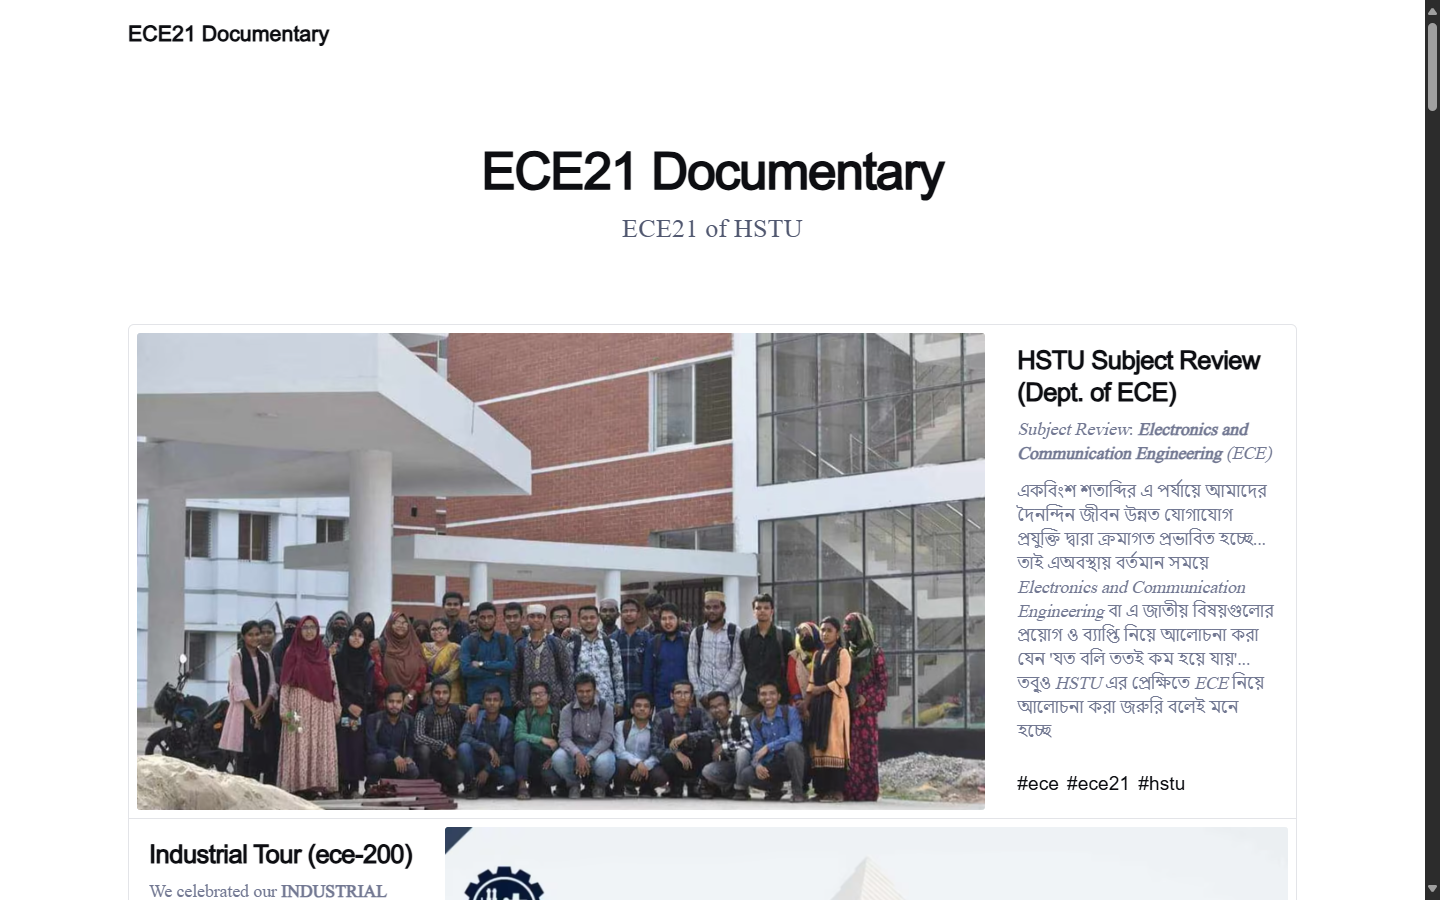 ECE21 Documentary
ECE21 Documentary
ECE21 of HSTU
HSTU Subject Review
(Dept. of ECE)
Subject Review: Electronics and
Communication Engineering (ECE)
একবিংশ শতাব্দির এ পর্যায়ে আমাদের
দৈনন্দিন জীবন উন্নত যোগাযোগ
প্রযুক্তি দ্বারা ক্রমাগত প্রভাবিত হচ্ছে...
তাই এঅবস্থায় বর্তমান সময়ে
Electronics and Communication
Engineering বা এ জাতীয় বিষয়গুলোর
প্রয়োগ ও ব্যাপ্তি নিয়ে আলোচনা করা
যেন 'যত বলি ততই কম হয়ে যায়'...
তবুও HSTU এর প্রেক্ষিতে ECE নিয়ে
আলোচনা করা জরুরি বলেই মনে
হচ্ছে
#ece #ece21 #hstu
Industrial Tour (ece-200)
We celebrated our INDUSTRIAL